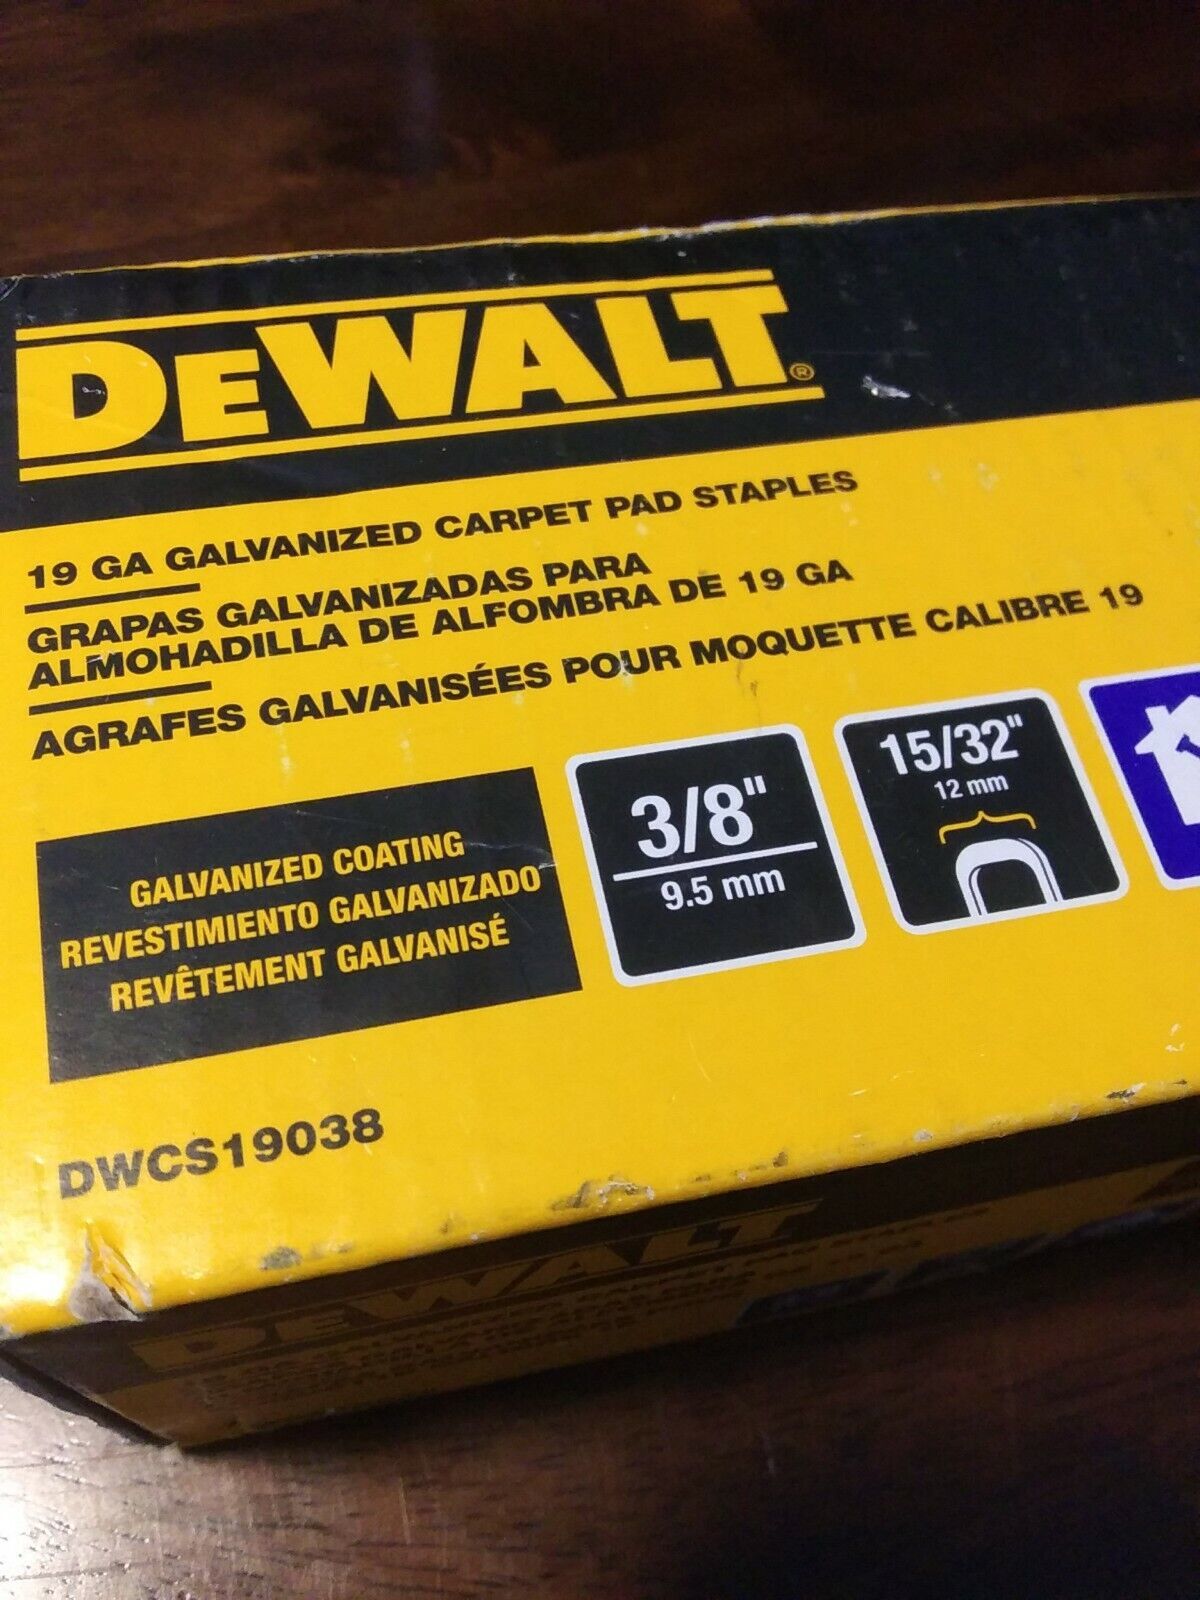 DEWALT®
19 GA GALVANIZED CARPET PAD STAPLES
GRAPAS GALVANIZADAS PARA
ALMOHADILLA DE ALFOMBRA DE 19 GA
AGRAFES GALVANISÉES POUR MOQUETTE CALIBRE 19
GALVANIZED COATING
REVESTIMIENTO GALVANIZADO
REVÊTEMENT GALVANISÉ
3/8"
9.5 mm
15/32"
12 mm
DWCS19038
DEWALT